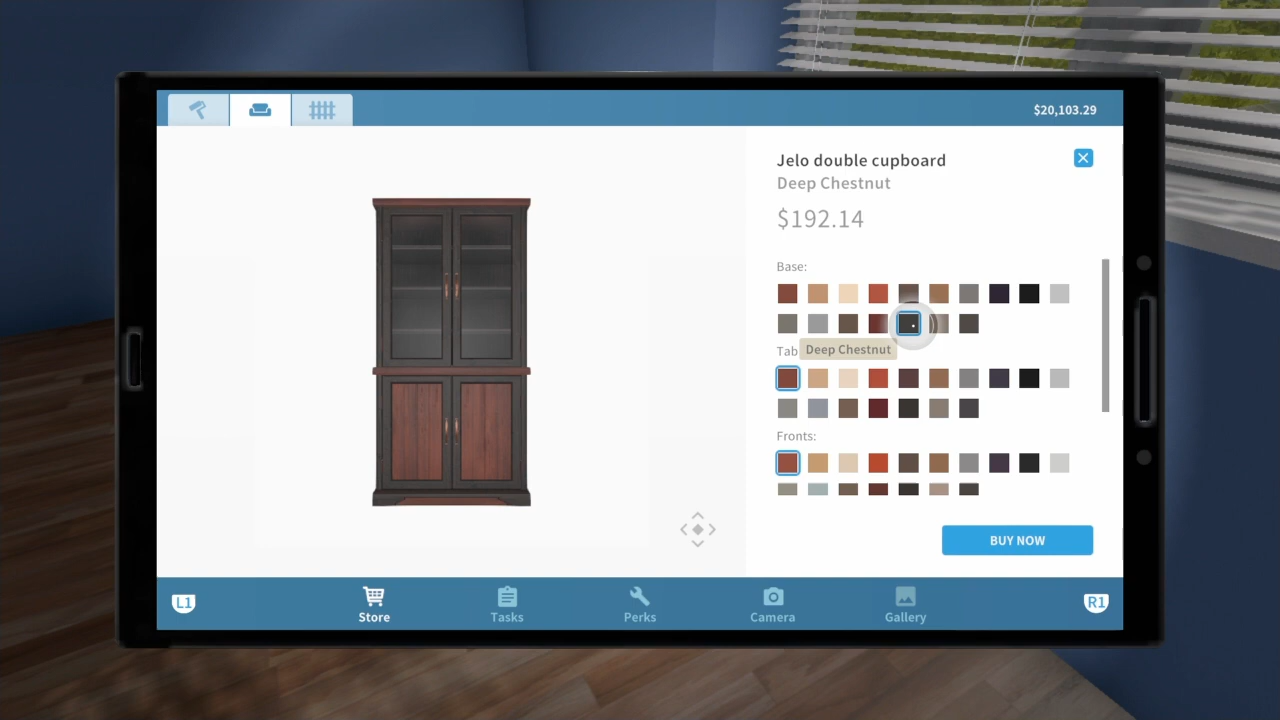 $20,103.29
Jelo double cupboard
Deep Chestnut
$192.14
Base:
Tab
Deep Chestnut
Fronts:
BUY NOW
L1
Store
Tasks
Perks
Camera
Gallery
R1